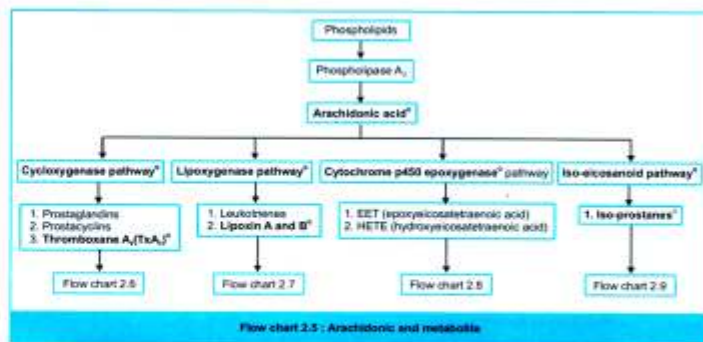 Phospholipids
Phospholipase A₂
Arachidonic acid
Cycloxygenase pathway
Lipoxygenase pathway
Cytochrome p450 epoxygenase pathway
Iso-eicosanoid pathway
1. Prostaglandins
2. Prostacyclins
3. Thromboxane A₂(TxA₂)
1. Leukotriense
2. Lipoxin A and B
1. EET (epoxyeicosatetraenoic acid)
2. HETE (hydroxyeicosatetraenoic acid)
1. Iso-prostanes
Flow chart 2.6
Flow chart 2.7
Flow chart 2.8
Flow chart 2.9
Flow chart 2.5 : Arachidonic and metabolite